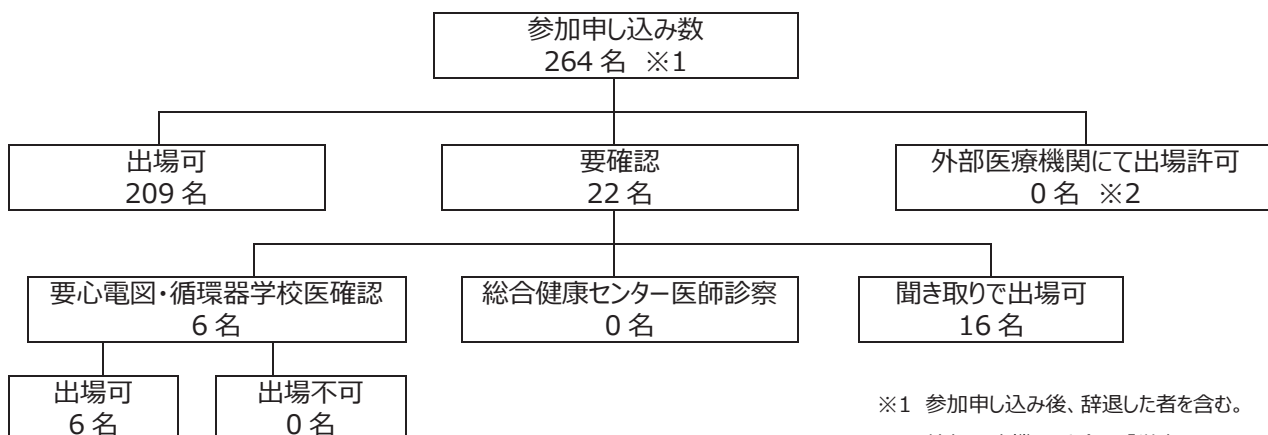 参加申し込み数
264 名 ※1
出場可
209 名
要確認
22 名
外部医療機関にて出場許可
0 名 ※2
要心電図・循環器学校医確認
6 名
総合健康センター医師診察
0 名
聞き取りで出場可
16 名
出場可
6 名
出場不可
0 名
※1 参加申し込み後、辞退した者を含む。